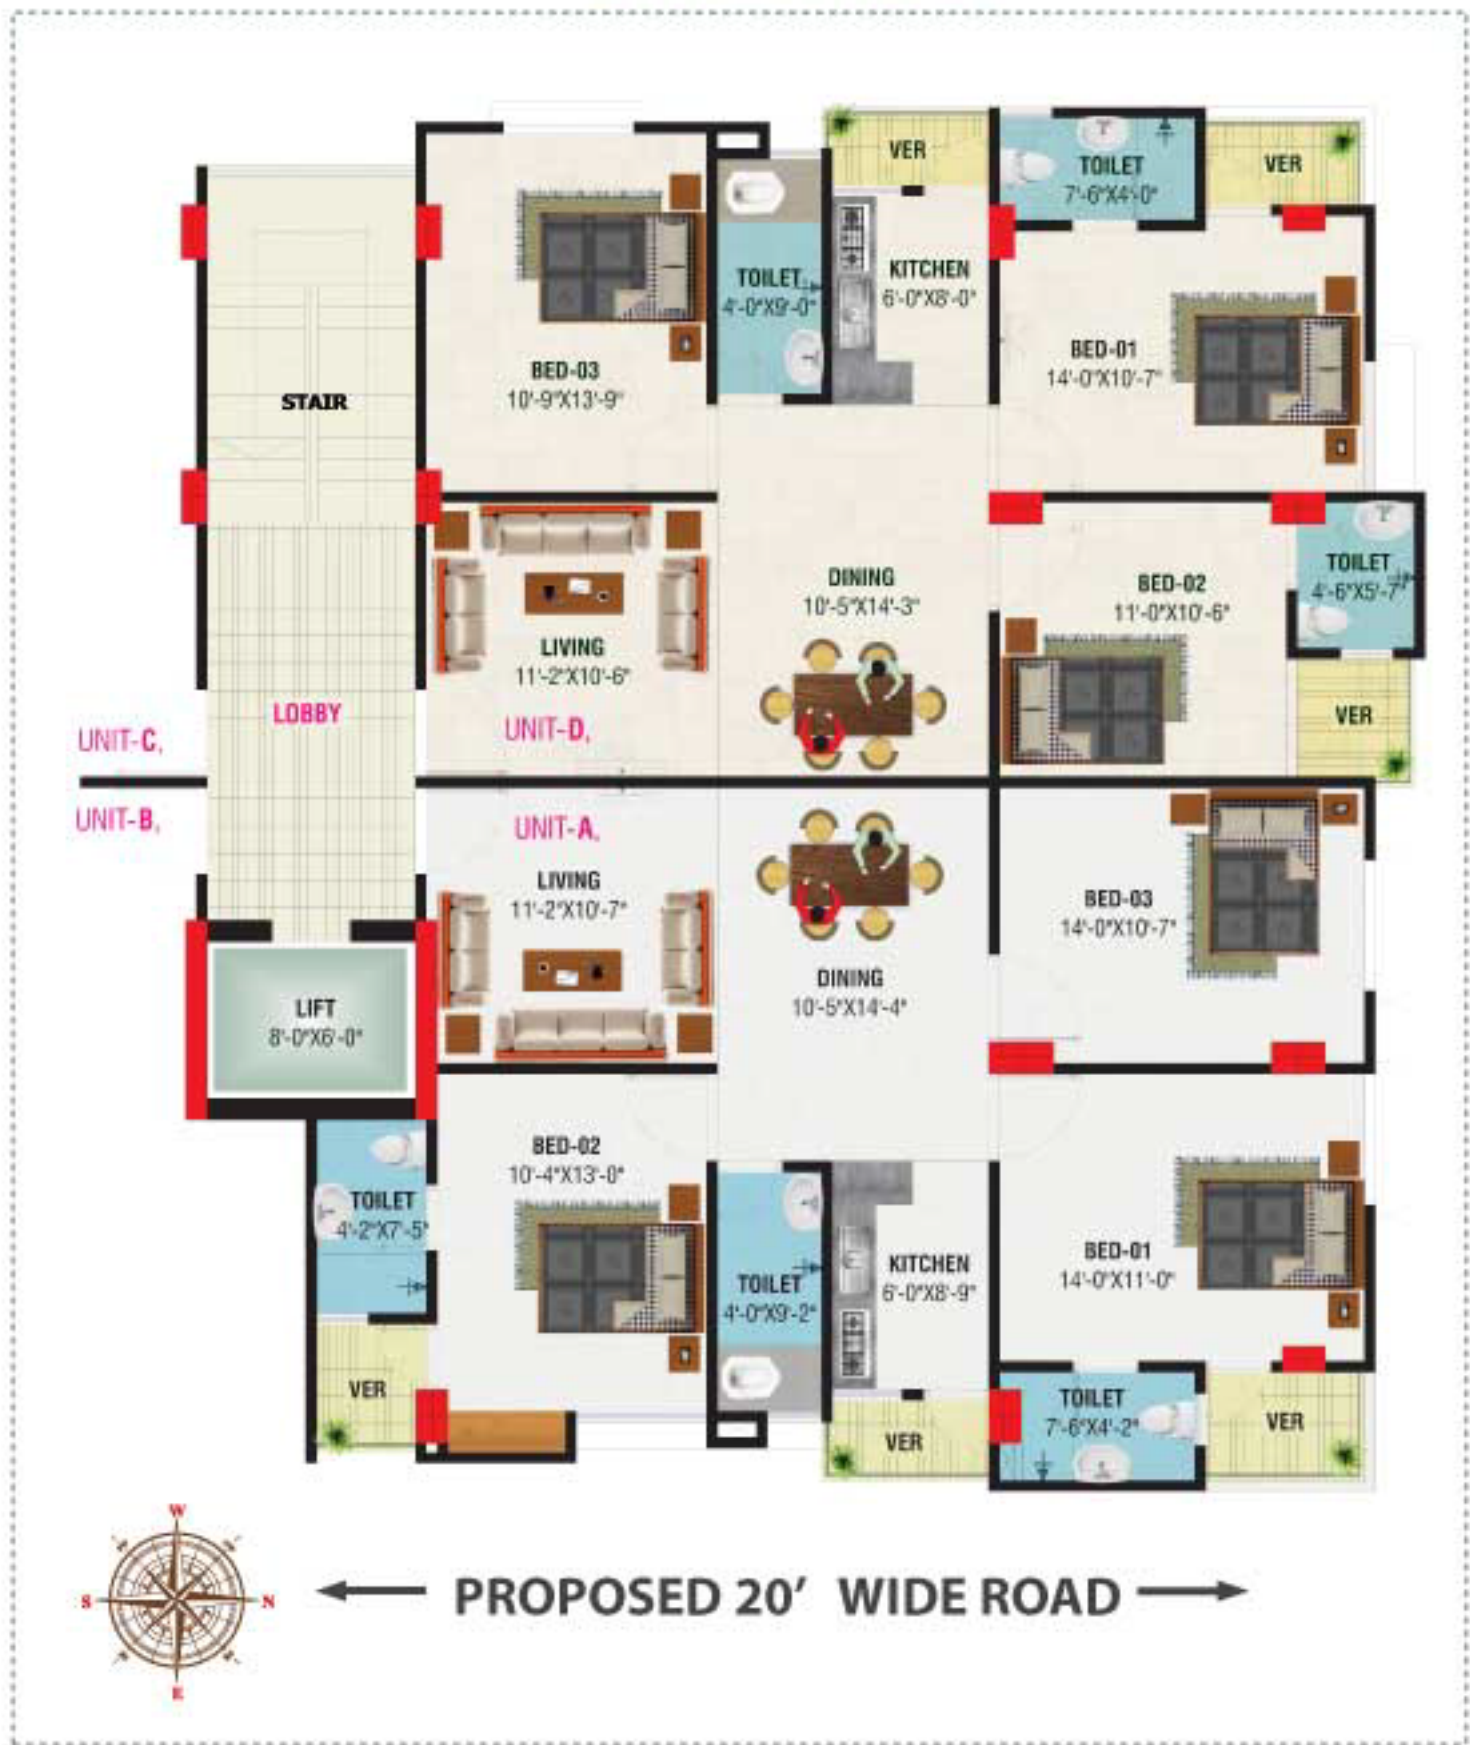 VER
TOILET
7'-6"X4'-0"
VER
TOILET
4'-0"X9'-0"
KITCHEN
6'-0"X8'-0"
BED-01
14'-0"X10'-7"
BED-03
10'-9"X13'-9"
STAIR
DINING
10'-5"X14'-3"
BED-02
11'-0"X10'-6"
TOILET
4'-6"X5'-7"
LIVING
11'-2"X10'-6"
LOBBY
UNIT-D,
VER
UNIT-C,
UNIT-B,
UNIT-A,
LIVING
11'-2"X10'-7"
BED-03
14'-0"X10'-7"
DINING
10'-5"X14'-4"
LIFT
8'-0"X6'-0"
BED-02
10'-4"X13'-0"
TOILET
4'-2"X7'-5"
TOILET
4'-0"X9'-2"
KITCHEN
6'-0"X8'-9"
BED-01
14'-0"X11'-0"
VER
VER
TOILET
7'-6"X4'-2"
VER
W
S
N
E
PROPOSED 20' WIDE ROAD